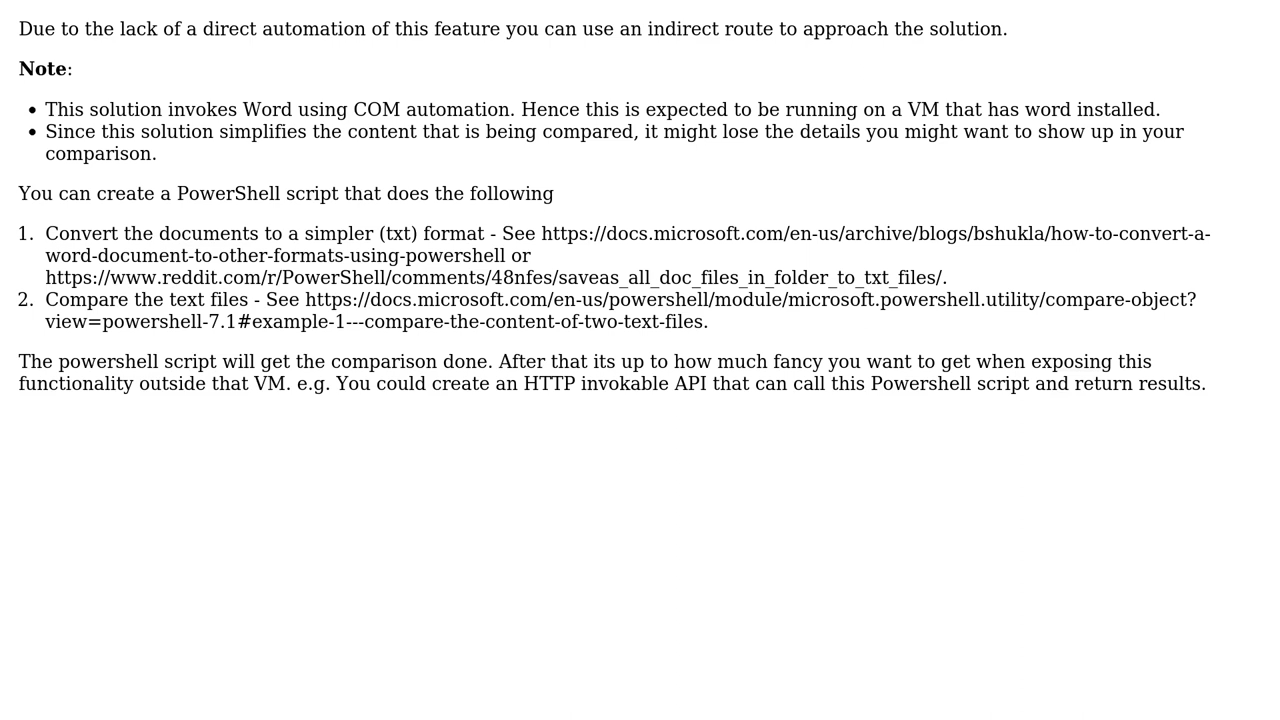 Due to the lack of a direct automation of this feature you can use an indirect route to approach the solution.
Note:
• This solution invokes Word using COM automation. Hence this is expected to be running on a VM that has word installed.
• Since this solution simplifies the content that is being compared, it might lose the details you might want to show up in your
comparison.
You can create a PowerShell script that does the following
1. Convert the documents to a simpler (txt) format - See https://docs.microsoft.com/en-us/archive/blogs/bshukla/how-to-convert-a-
word-document-to-other-formats-using-powershell or
https://www.reddit.com/r/PowerShell/comments/48nfes/saveas_all_doc_files_in_folder_to_txt_files/.
2. Compare the text files - See https://docs.microsoft.com/en-us/powershell/module/microsoft.powershell.utility/compare-object?
view=powershell-7.1#example-1---compare-the-content-of-two-text-files.
The powershell script will get the comparison done. After that its up to how much fancy you want to get when exposing this
functionality outside that VM. e.g. You could create an HTTP invokable API that can call this Powershell script and return results.